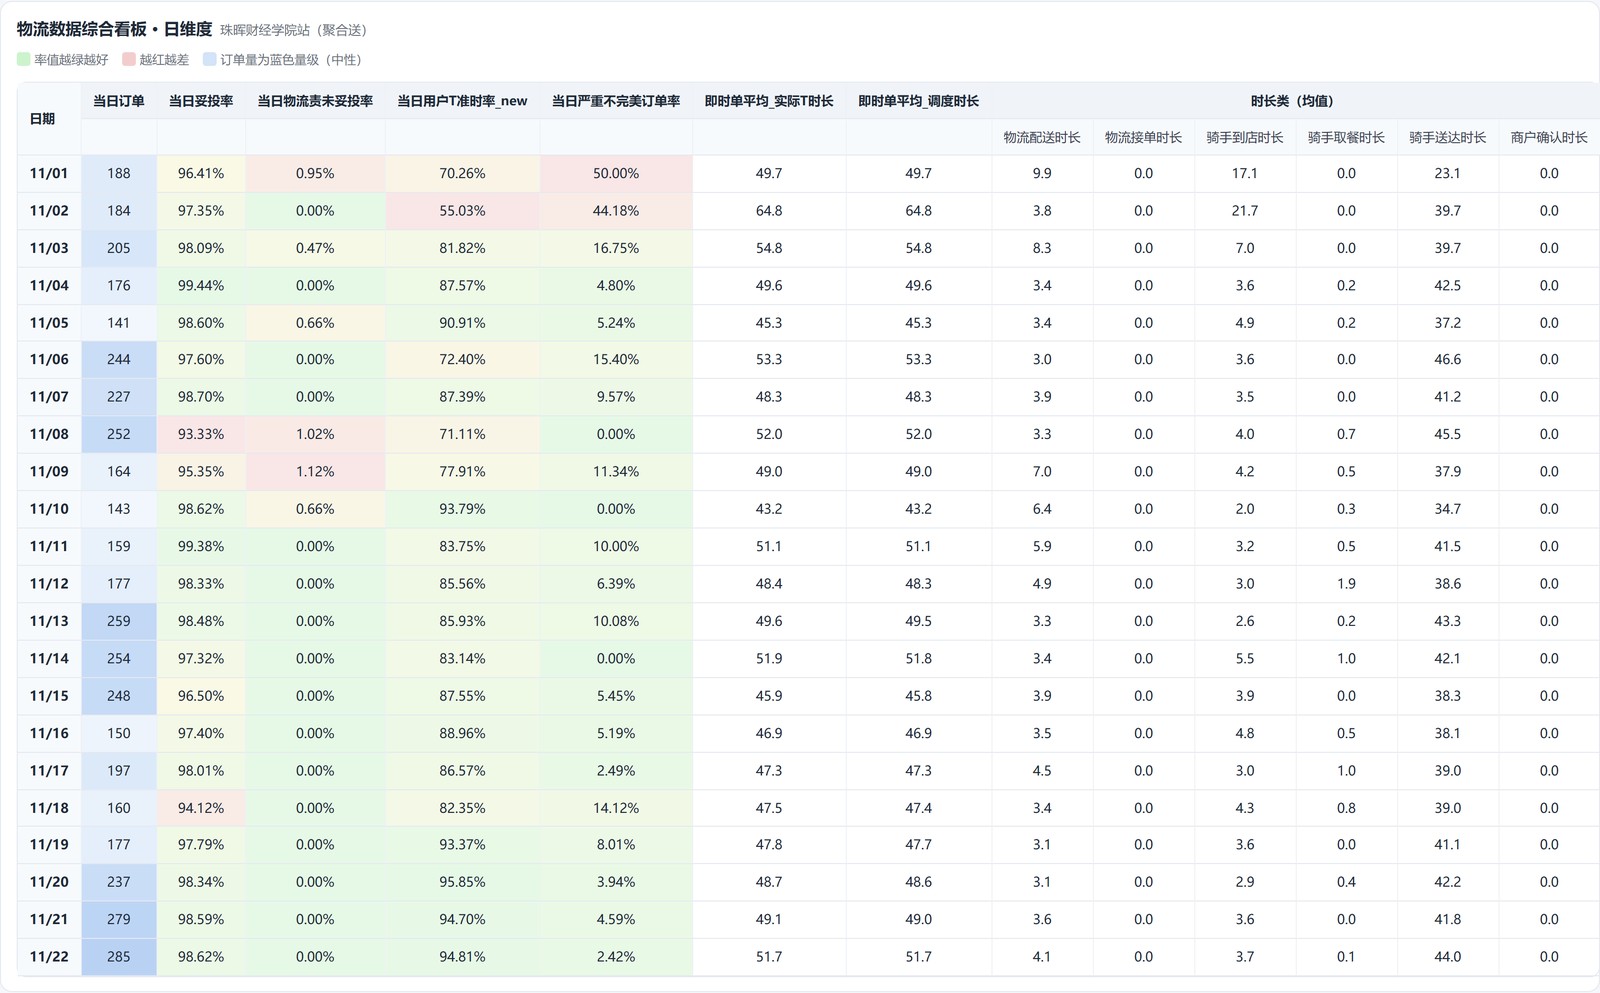 物流数据综合看板 • 日维度 珠晖财经学院站（聚合送）
率值越绿越好 越红越差 订单量为蓝色量级（中性）
日期 当日订单 当日妥投率 当日物流责未妥投率 当日用户T准时率_new 当日严重不完美订单率 即时单平均_实际T时长 即时单平均_调度时长 时长类（均值）
物流配送时长 物流接单时长 骑手到店时长 骑手取餐时长 骑手送达时长 商户确认时长
11/01 188 96.41% 0.95% 70.26% 50.00% 49.7 49.7 9.9 0.0 17.1 0.0 23.1 0.0
11/02 184 97.35% 0.00% 55.03% 44.18% 64.8 64.8 3.8 0.0 21.7 0.0 39.7 0.0
11/03 205 98.09% 0.47% 81.82% 16.75% 54.8 54.8 8.3 0.0 7.0 0.0 39.7 0.0
11/04 176 99.44% 0.00% 87.57% 4.80% 49.6 49.6 3.4 0.0 3.6 0.2 42.5 0.0
11/05 141 98.60% 0.66% 90.91% 5.24% 45.3 45.3 3.4 0.0 4.9 0.2 37.2 0.0
11/06 244 97.60% 0.00% 72.40% 15.40% 53.3 53.3 3.0 0.0 3.6 0.0 46.6 0.0
11/07 227 98.70% 0.00% 87.39% 9.57% 48.3 48.3 3.9 0.0 3.5 0.0 41.2 0.0
11/08 252 93.33% 1.02% 71.11% 0.00% 52.0 52.0 3.3 0.0 4.0 0.7 45.5 0.0
11/09 164 95.35% 1.12% 77.91% 11.34% 49.0 49.0 7.0 0.0 4.2 0.5 37.9 0.0
11/10 143 98.62% 0.66% 93.79% 0.00% 43.2 43.2 6.4 0.0 2.0 0.3 34.7 0.0
11/11 159 99.38% 0.00% 83.75% 10.00% 51.1 51.1 5.9 0.0 3.2 0.5 41.5 0.0
11/12 177 98.33% 0.00% 85.56% 6.39% 48.4 48.3 4.9 0.0 3.0 1.9 38.6 0.0
11/13 259 98.48% 0.00% 85.93% 10.08% 49.6 49.5 3.3 0.0 2.6 0.2 43.3 0.0
11/14 254 97.32% 0.00% 83.14% 0.00% 51.9 51.8 3.4 0.0 5.5 1.0 42.1 0.0
11/15 248 96.50% 0.00% 87.55% 5.45% 45.9 45.8 3.9 0.0 3.9 0.0 38.3 0.0
11/16 150 97.40% 0.00% 88.96% 5.19% 46.9 46.9 3.5 0.0 4.8 0.5 38.1 0.0
11/17 197 98.01% 0.00% 86.57% 2.49% 47.3 47.3 4.5 0.0 3.0 1.0 39.0 0.0
11/18 160 94.12% 0.00% 82.35% 14.12% 47.5 47.4 3.4 0.0 4.3 0.8 39.0 0.0
11/19 177 97.79% 0.00% 93.37% 8.01% 47.8 47.7 3.1 0.0 3.6 0.0 41.1 0.0
11/20 237 98.34% 0.00% 95.85% 3.94% 48.7 48.6 3.1 0.0 2.9 0.4 42.2 0.0
11/21 279 98.59% 0.00% 94.70% 4.59% 49.1 49.0 3.6 0.0 3.6 0.0 41.8 0.0
11/22 285 98.62% 0.00% 94.81% 2.42% 51.7 51.7 4.1 0.0 3.7 0.1 44.0 0.0